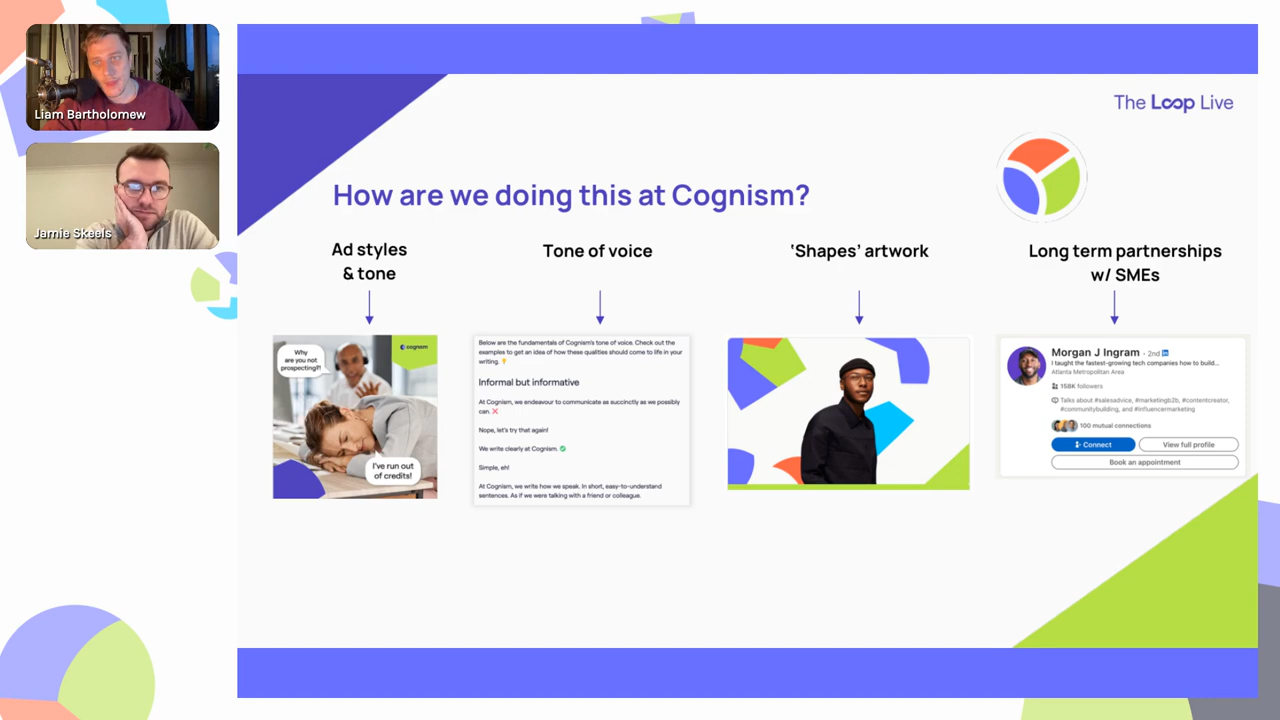 Liam Bartholomew
Jamie Skeels
The Loop Live
How are we doing this at Cognism?
Ad styles
& tone
Why
are you not
prospecting?!
cognism
I've run out
of credits!
Tone of voice
Below are the fundamentals of Cognism's tone of voice. Check out the
examples to get an idea of how these qualities should come to life in your
writing. 👇
Informal but informative
At Cognism, we endeavour to communicate as succinctly as we possibly
can. ❌
Nope, let's try that again!
We write clearly at Cognism. ✅
Simple, eh!
At Cognism, we write how we speak. In short, easy-to-understand
sentences. As if we were talking with a friend or colleague.
'Shapes' artwork
Long term partnerships
w/ SMEs
Morgan J Ingram · 2nd in
I taught the fastest-growing tech companies how to build...
Atlanta Metropolitan Area
168K followers
Talks about #salesadvice, #marketingb2b, #contentcreator,
#communitybuilding, and #influencermarketing
100 mutual connections
Connect
View full profile
Book an appointment